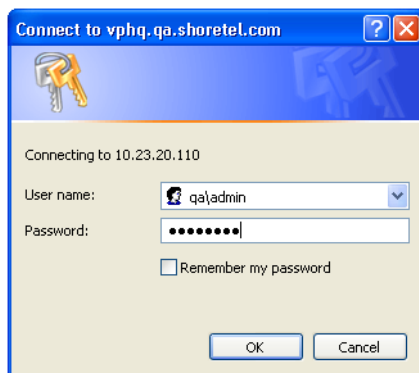 Connect to vphq.qa.shoretel.com
Connecting to 10.23.20.110
User name: qa\admin
Password: ••••••••
Remember my password
OK Cancel